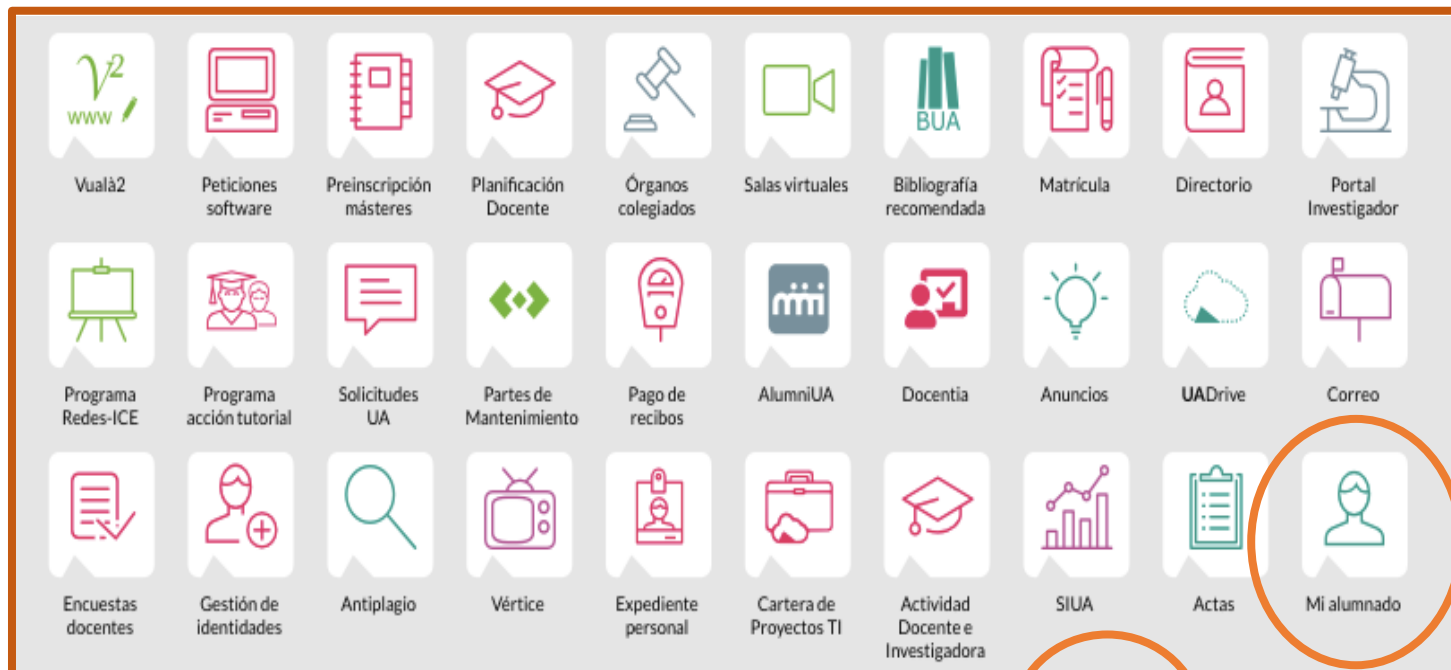 V²
www
BUA
Vualà2
Peticiones
software
Preinscripción
másteres
Planificación
Docente
Órganos
colegiados
Salas virtuales
Bibliografía
recomendada
Matrícula
Directorio
Portal
Investigador
Programa
Redes-ICE
Programa
acción tutorial
Solicitudes
UA
Partes de
Mantenimiento
Pago de
recibos
AlumniUA
Docentia
Anuncios
UADrive
Correo
Encuestas
docentes
Gestión de
identidades
Antiplagio
Vértice
Expediente
personal
Cartera de
Proyectos TI
Actividad
Docente e
Investigadora
SIUA
Actas
Mi alumnado